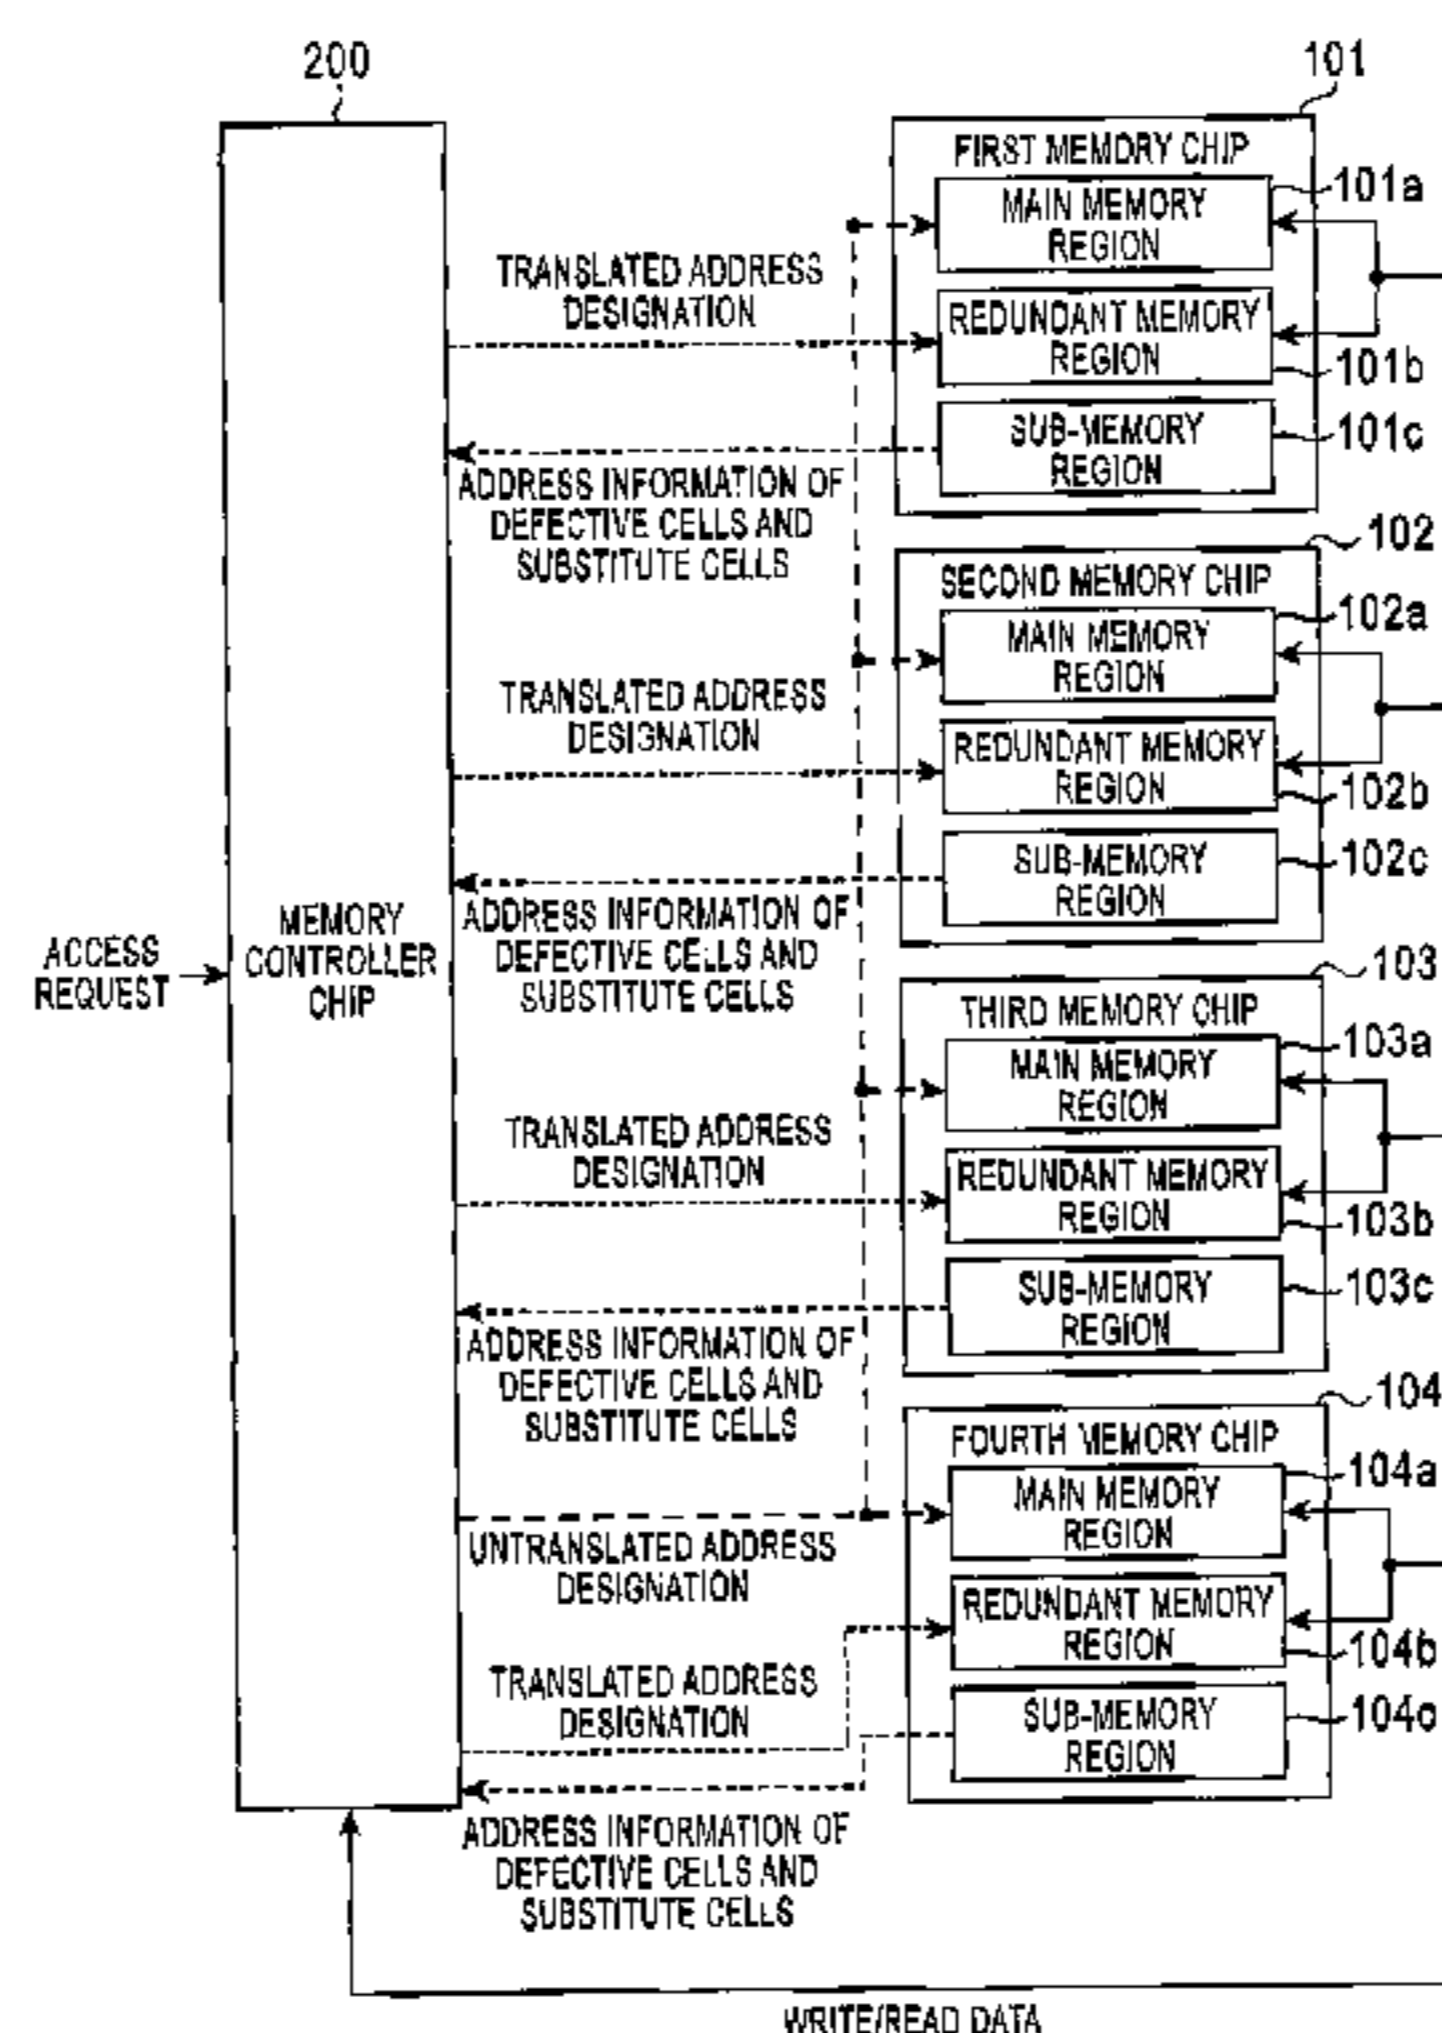 200
101
FIRST MEMORY CHIP
101a
MAIN MEMORY
REGION
TRANSLATED ADDRESS
DESIGNATION
REDUNDANT MEMORY
REGION
101b
SUB-MEMORY
REGION
101c
ADDRESS INFORMATION OF
DEFECTIVE CELLS AND
SUBSTITUTE CELLS
102
SECOND MEMORY CHIP
102a
MAIN MEMORY
REGION
TRANSLATED ADDRESS
DESIGNATION
REDUNDANT MEMORY
REGION
102b
SUB-MEMORY
REGION
102c
ADDRESS INFORMATION OF
DEFECTIVE CELLS AND
SUBSTITUTE CELLS
ACCESS
REQUEST
MEMORY
CONTROLLER
CHIP
103
THIRD MEMORY CHIP
103a
MAIN MEMORY
REGION
TRANSLATED ADDRESS
DESIGNATION
REDUNDANT MEMORY
REGION
103b
SUB-MEMORY
REGION
103c
ADDRESS INFORMATION OF
DEFECTIVE CELLS AND
SUBSTITUTE CELLS
104
FOURTH MEMORY CHIP
104a
MAIN MEMORY
REGION
UNTRANSLATED ADDRESS
DESIGNATION
REDUNDANT MEMORY
REGION
104b
TRANSLATED ADDRESS
DESIGNATION
SUB-MEMORY
REGION
104c
ADDRESS INFORMATION OF
DEFECTIVE CELLS AND
SUBSTITUTE CELLS
WRITE/READ DATA